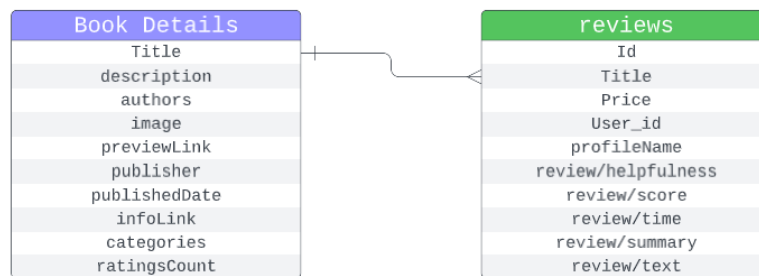 Book Details
Title
description
authors
image
previewLink
publisher
publishedDate
infoLink
categories
ratingsCount
reviews
Id
Title
Price
User_id
profileName
review/helpfulness
review/score
review/time
review/summary
review/text